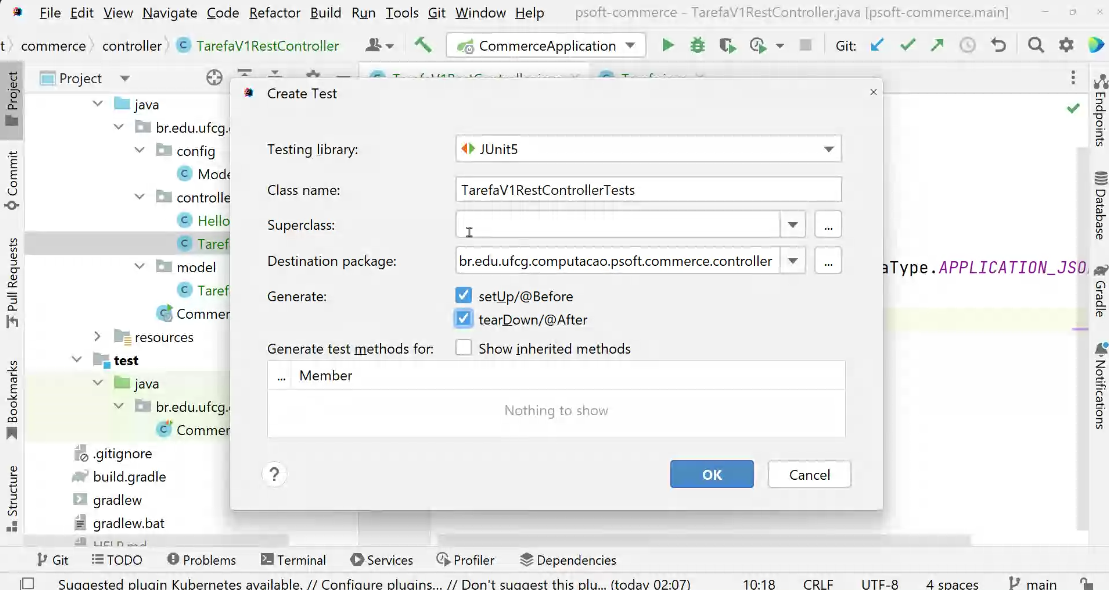 File Edit View Navigate Code Refactor Build Run Tools Git Window Help psoft-commerce - TarefaV1RestController.java [psoft-commerce.main]
commerce controller TarefaV1RestController CommerceApplication Git:
Project
Create Test
Testing library: JUnit5
Class name: TarefaV1RestControllerTests
Superclass: ...
Destination package: br.edu.ufcg.computacao.psoft.commerce.controller ...
Generate: setUp/@Before
tearDown/@After
Generate test methods for: Show inherited methods
... Member
Nothing to show
? OK Cancel
java
br.edu.ufcg.
config
Mode
controlle
Hello
Taref
model
Taref
Commer
resources
test
java
br.edu.ufcg.
Commer
.gitignore
build.gradle
gradlew
gradlew.bat
HELP.md
aType.APPLICATION_JSO
Project
Commit
Pull Requests
Bookmarks
Structure
Endpoints
Database
Gradle
Notifications
Git TODO Problems Terminal Services Profiler Dependencies
Suggested plugin Kubernetes available. // Configure plugins... // Don't suggest this plu... (today 02:07) 10:18 CRLF UTF-8 4 spaces main